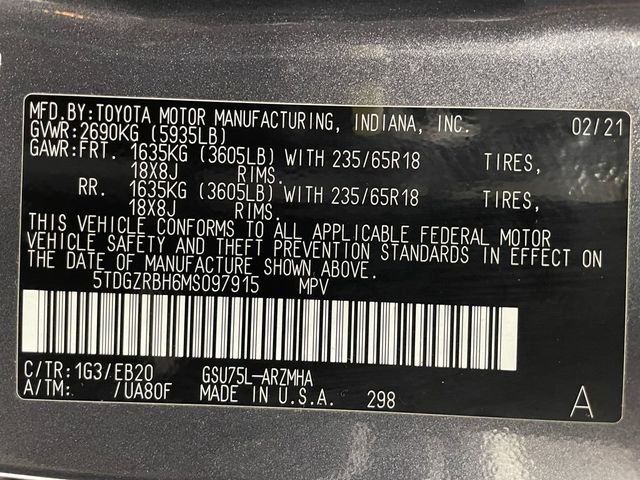 MFD.BY:TOYOTA MOTOR MANUFACTURING, INDIANA, INC. 02/21
GVWR:2690KG (5935LB)
GAWR:FRT. 1635KG (3605LB) WITH 235/65R18 TIRES,
18X8J RIMS.
RR. 1635KG (3605LB) WITH 235/65R18 TIRES,
18X8J RIMS.
THIS VEHICLE CONFORMS TO ALL APPLICABLE FEDERAL MOTOR
VEHICLE SAFETY AND THEFT PREVENTION STANDARDS IN EFFECT ON
THE DATE OF MANUFACTURE SHOWN ABOVE.
5TDGZRBH6MS097915 MPV
C/TR:1G3/EB20 GSU75L-ARZMHA
A/TM: /UA80F MADE IN U.S.A. 298 A